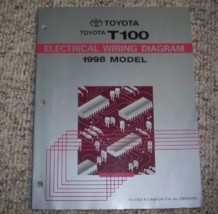 TOYOTA
TOYOTA T100
ELECTRICAL WIRING DIAGRAM
1998 MODEL